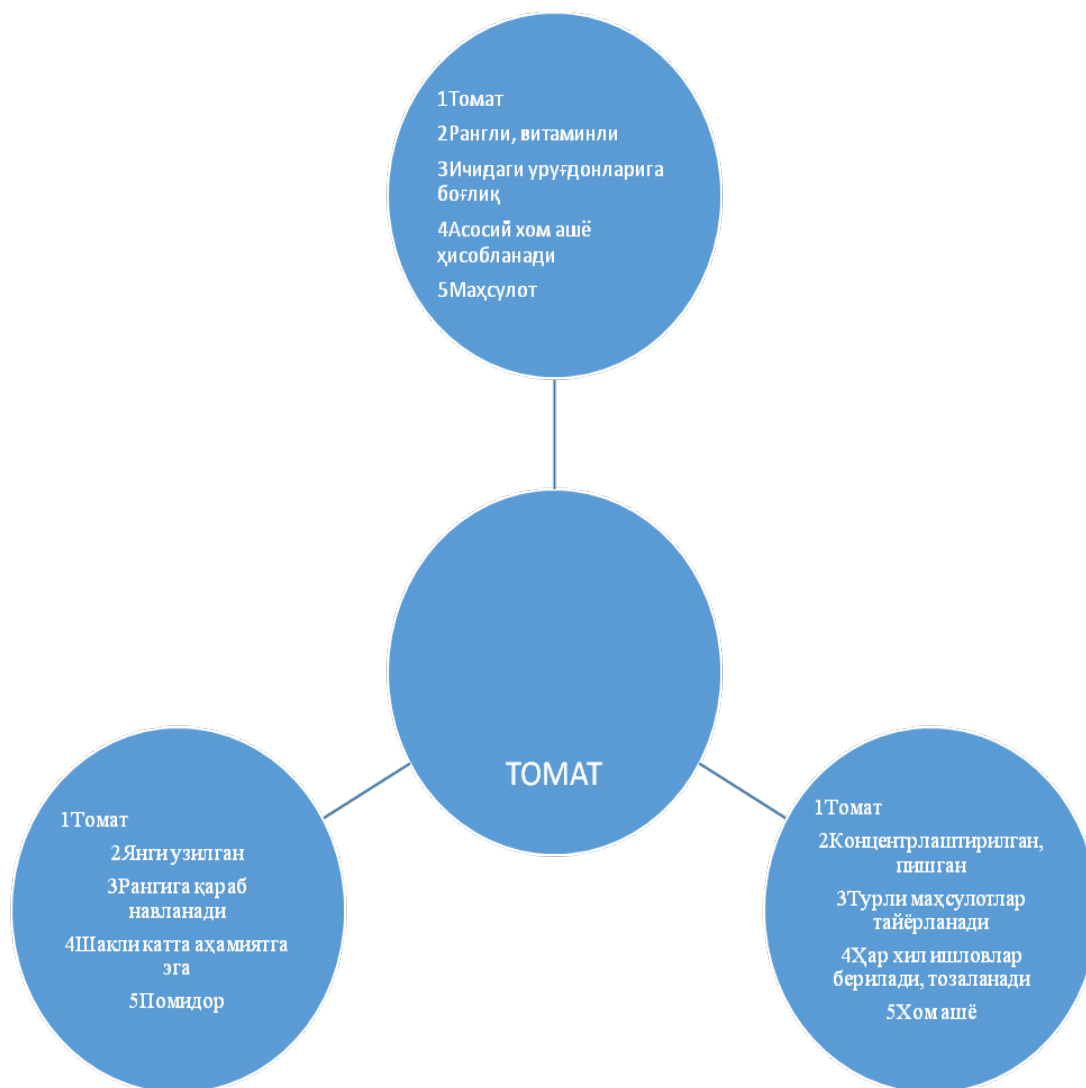 1Томат
2Рангли, витаминли
3Ичидаги уруғдонларига
боғлиқ
4Асосий хом ашё
ҳисобланади
5Маҳсулот
ТОМАТ
1Томат
2Янги узилган
3Рангига қараб
навланади
4Шакли катта аҳамиятга
эга
5Помидор
1Томат
2Концентрлаштирилган,
пишган
3Турли маҳсулотлар
тайёрланади
4Ҳар хил ишловлар
берилади, тозаланади
5Хом ашё